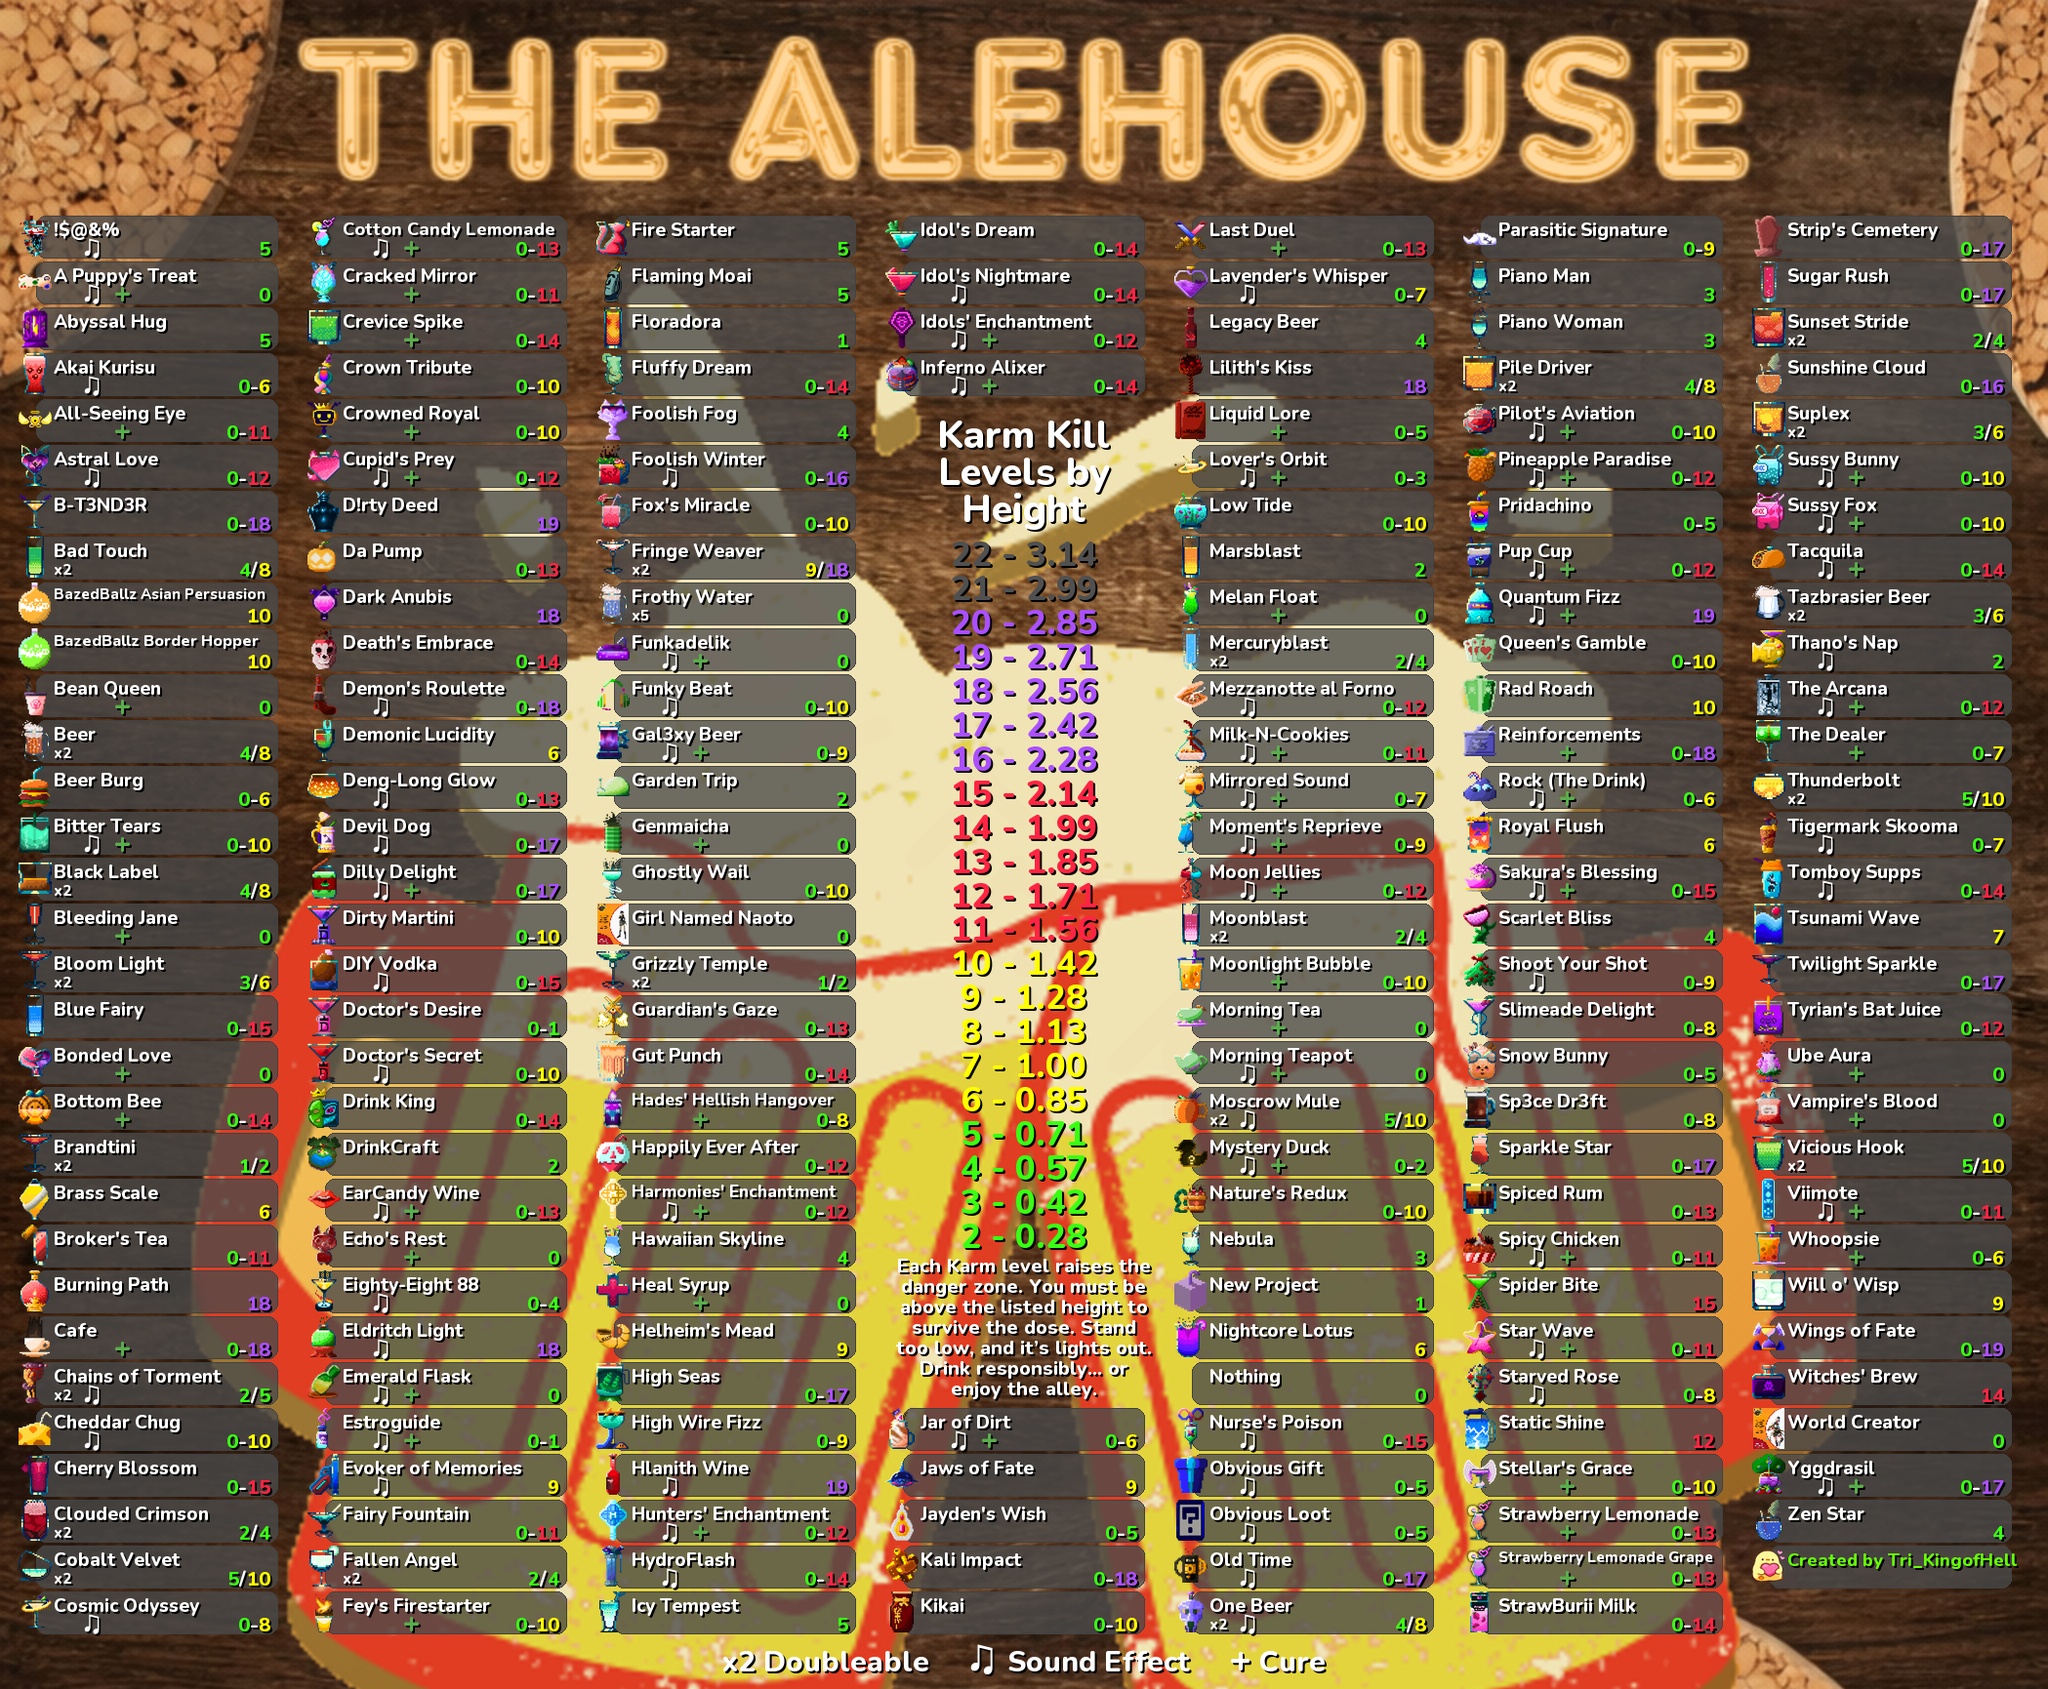 THE ALEHOUSE
!$@&%
♫ 5
A Puppy's Treat
♫ + 0
Abyssal Hug
5
Akai Kurisu
♫ 0-6
All-Seeing Eye
+ 0-11
Astral Love
♫ 0-12
B-T3ND3R
0-18
Bad Touch
x2 4/8
BazedBallz Asian Persuasion
10
BazedBallz Border Hopper
10
Bean Queen
+ 0
Beer
x2 4/8
Beer Burg
0-6
Bitter Tears
♫ + 0-10
Black Label
x2 4/8
Bleeding Jane
+ 0
Bloom Light
x2 3/6
Blue Fairy
0-15
Bonded Love
+ 0
Bottom Bee
+ 0-14
Brandtini
x2 1/2
Brass Scale
6
Broker's Tea
0-11
Burning Path
18
Cafe
+ 0-18
Chains of Torment
x2 ♫ 2/5
Cheddar Chug
♫ 0-10
Cherry Blossom
0-15
Clouded Crimson
x2 2/4
Cobalt Velvet
x2 5/10
Cosmic Odyssey
♫ 0-8
Cotton Candy Lemonade
♫ + 0-13
Cracked Mirror
+ 0-11
Crevice Spike
+ 0-14
Crown Tribute
0-10
Crowned Royal
0-10
Cupid's Prey
♫ + 0-12
D!rty Deed
19
Da Pump
0-13
Dark Anubis
18
Death's Embrace
0-14
Demon's Roulette
♫ 0-18
Demonic Lucidity
6
Deng-Long Glow
♫ 0-13
Devil Dog
♫ 0-17
Dilly Delight
♫ + 0-17
Dirty Martini
0-10
DIY Vodka
♫ 0-15
Doctor's Desire
0-1
Doctor's Secret
♫ 0-10
Drink King
0-14
DrinkCraft
2
EarCandy Wine
♫ + 0-13
Echo's Rest
+ 0
Eighty-Eight 88
♫ 0-4
Eldritch Light
♫ 18
Emerald Flask
♫ + 0
Estroguide
♫ + 0-1
Evoker of Memories
♫ 9
Fairy Fountain
0-11
Fallen Angel
x2 2/4
Fey's Firestarter
+ 0-10
Fire Starter
5
Flaming Moai
5
Floradora
1
Fluffy Dream
0-14
Foolish Fog
4
Foolish Winter
♫ 0-16
Fox's Miracle
0-10
Fringe Weaver
x2 9/18
Frothy Water
x5 0
Funkadelik
♫ + 0
Funky Beat
♫ 0-10
Gal3xy Beer
♫ + 0-9
Garden Trip
2
Genmaicha
+ 0
Ghostly Wail
0-10
Girl Named Naoto
0
Grizzly Temple
x2 1/2
Guardian's Gaze
0-13
Gut Punch
0-14
Hades' Hellish Hangover
+ 0-8
Happily Ever After
0-12
Harmonies' Enchantment
♫ + 0-12
Hawaiian Skyline
4
Heal Syrup
+ 0
Helheim's Mead
9
High Seas
0-17
High Wire Fizz
0-9
Hlanith Wine
♫ 19
Hunters' Enchantment
♫ + 0-12
HydroFlash
♫ 0-14
Icy Tempest
5
Idol's Dream
0-14
Idol's Nightmare
♫ 0-14
Idols' Enchantment
♫ + 0-12
Inferno Alixer
♫ + 0-14
Karm Kill
Levels by
Height
22 - 3.14
21 - 2.99
20 - 2.85
19 - 2.71
18 - 2.56
17 - 2.42
16 - 2.28
15 - 2.14
14 - 1.99
13 - 1.85
12 - 1.71
11 - 1.56
10 - 1.42
9 - 1.28
8 - 1.13
7 - 1.00
6 - 0.85
5 - 0.71
4 - 0.57
3 - 0.42
2 - 0.28
Each Karm level raises the
danger zone. You must be
above the listed height to
survive the dose. Stand
too low, and it's lights out.
Drink responsibly... or
enjoy the alley.
Jar of Dirt
♫ + 0-6
Jaws of Fate
9
Jayden's Wish
0-5
Kali Impact
0-18
Kikai
0-10
Last Duel
+ 0-13
Lavender's Whisper
♫ 0-7
Legacy Beer
4
Lilith's Kiss
18
Liquid Lore
+ 0-5
Lover's Orbit
♫ + 0-3
Low Tide
0-10
Marsblast
2
Melan Float
+ 0
Mercuryblast
x2 2/4
Mezzanotte al Forno
♫ 0-12
Milk-N-Cookies
♫ + 0-11
Mirrored Sound
♫ + 0-7
Moment's Reprieve
♫ + 0-9
Moon Jellies
♫ + 0-12
Moonblast
x2 2/4
Moonlight Bubble
+ 0-10
Morning Tea
+ 0
Morning Teapot
♫ + 0
Moscrow Mule
x2 ♫ 5/10
Mystery Duck
♫ + 0-2
Nature's Redux
0-10
Nebula
3
New Project
1
Nightcore Lotus
6
Nothing
0
Nurse's Poison
♫ 0-15
Obvious Gift
♫ 0-5
Obvious Loot
♫ 0-5
Old Time
♫ 0-17
One Beer
x2 ♫ 4/8
Parasitic Signature
0-9
Piano Man
3
Piano Woman
3
Pile Driver
x2 4/8
Pilot's Aviation
♫ + 0-10
Pineapple Paradise
♫ + 0-12
Pridachino
0-5
Pup Cup
♫ + 0-12
Quantum Fizz
♫ + 19
Queen's Gamble
0-10
Rad Roach
10
Reinforcements
+ 0-18
Rock (The Drink)
♫ + 0-6
Royal Flush
6
Sakura's Blessing
♫ + 0-15
Scarlet Bliss
4
Shoot Your Shot
♫ 0-9
Slimeade Delight
0-8
Snow Bunny
0-5
Sp3ce Dr3ft
0-8
Sparkle Star
0-17
Spiced Rum
0-13
Spicy Chicken
♫ + 0-11
Spider Bite
15
Star Wave
♫ + 0-11
Starved Rose
♫ 0-8
Static Shine
12
Stellar's Grace
+ 0-10
Strawberry Lemonade
+ 0-13
Strawberry Lemonade Grape
+ 0-13
StrawBurii Milk
0-14
Strip's Cemetery
0-17
Sugar Rush
0-17
Sunset Stride
x2 2/4
Sunshine Cloud
0-16
Suplex
x2 3/6
Sussy Bunny
♫ + 0-10
Sussy Fox
♫ + 0-10
Tacquila
♫ + 0-14
Tazbrasier Beer
x2 3/6
Thano's Nap
♫ 2
The Arcana
♫ + 0-12
The Dealer
+ 0-7
Thunderbolt
x2 5/10
Tigermark Skooma
♫ 0-7
Tomboy Supps
♫ 0-14
Tsunami Wave
7
Twilight Sparkle
0-17
Tyrian's Bat Juice
0-12
Ube Aura
+ 0
Vampire's Blood
+ 0
Vicious Hook
x2 5/10
Viimote
♫ + 0-11
Whoopsie
+ 0-6
Will o' Wisp
9
Wings of Fate
0-19
Witches' Brew
14
World Creator
0
Yggdrasil
♫ + 0-17
Zen Star
4
Created by Tri_KingofHell
x2 Doubleable ♫ Sound Effect + Cure